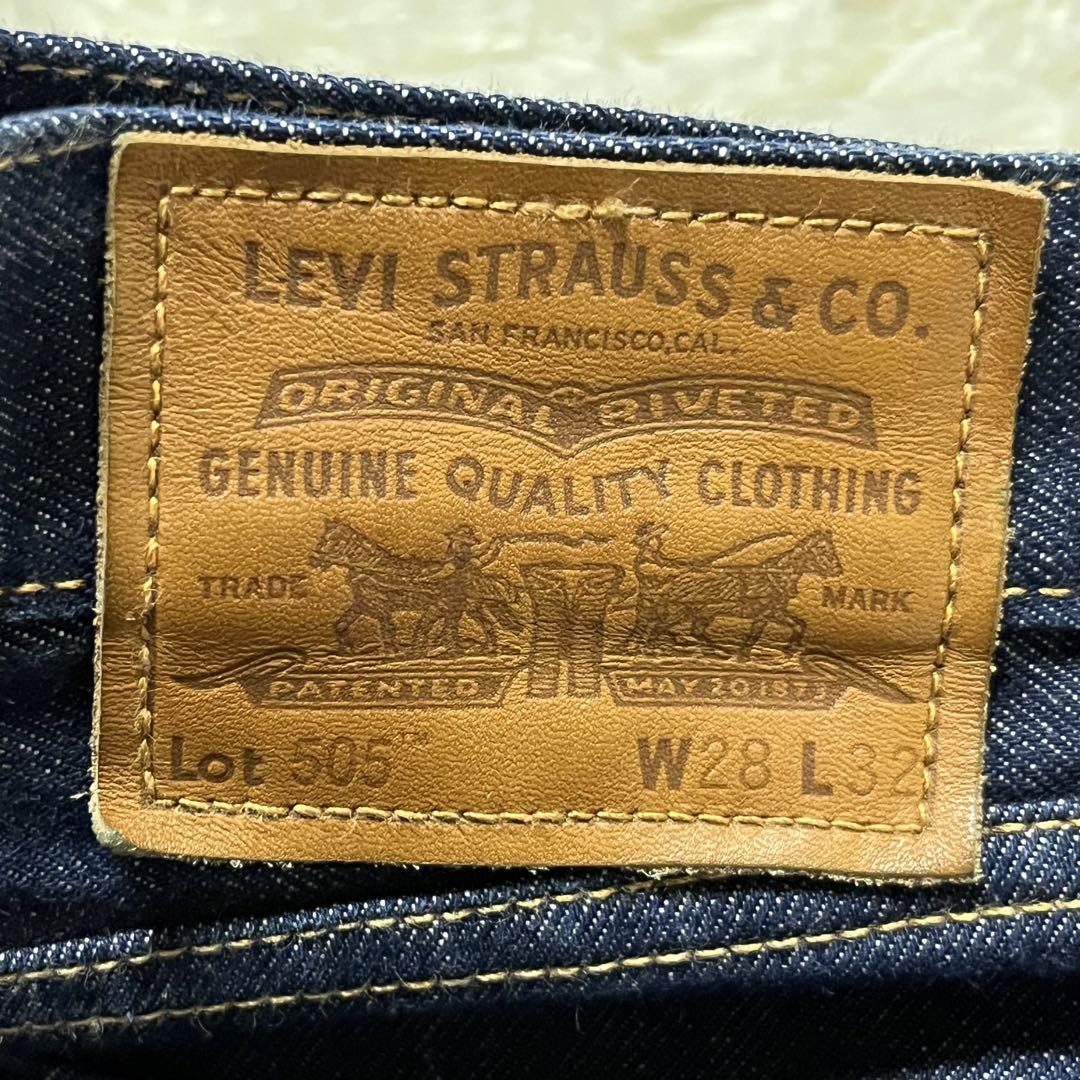 LEVI STRAUSS & CO.
SAN FRANCISCO, CAL.
ORIGINAL RIVETED
GENUINE QUALITY CLOTHING
TRADE MARK
PATENTED MAY 20 1873
Lot 505™ W28 L32